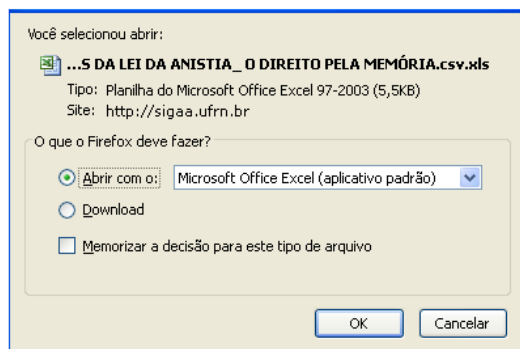 Você selecionou abrir:
...S DA LEI DA ANISTIA_ O DIREITO PELA MEMÓRIA.csv.xls
Tipo: Planilha do Microsoft Office Excel 97-2003 (5,5KB)
Site: http://sigaa.ufrn.br
O que o Firefox deve fazer?
Abrir com o: Microsoft Office Excel (aplicativo padrão)
Download
Memorizar a decisão para este tipo de arquivo
OK Cancelar